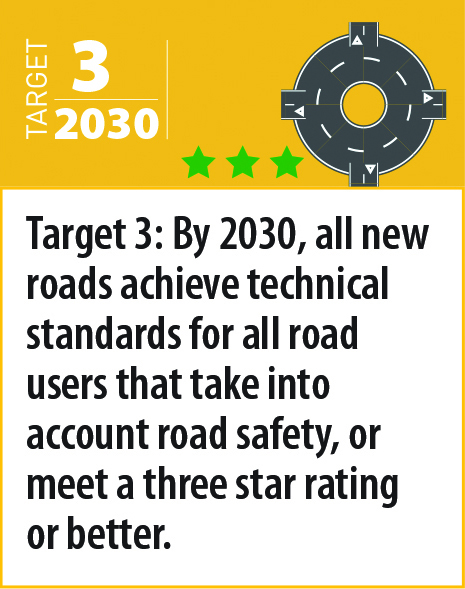 TARGET
3
2030
Target 3: By 2030, all new
roads achieve technical
standards for all road
users that take into
account road safety, or
meet a three star rating
or better.